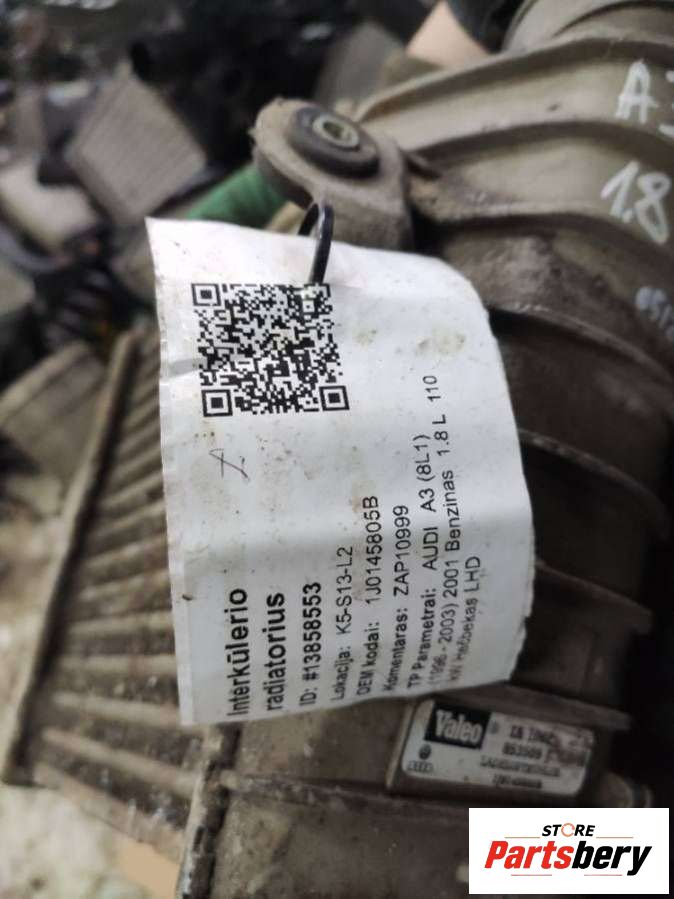 Interkūlerio
radiatorius
ID: #13858553
Lokacija: K5-S13-L2
OEM kodai: 1J0145805B
Komentaras: ZAP10999
TP Parametrai: AUDI A3 (8L1)
(1996 - 2003) 2001 Benzinas 1.8 L 110
kW Hečbekas LHD
A3
1.8
Valeo
STORE
Partsbery